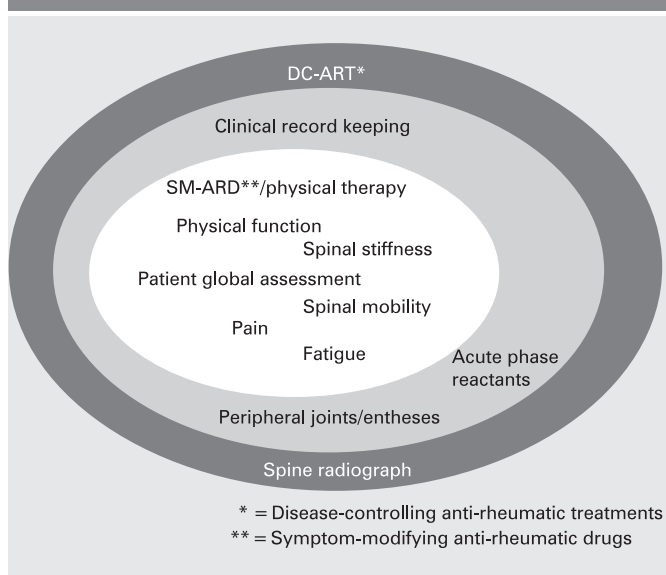 DC-ART*
Clinical record keeping
SM-ARD**/physical therapy
Physical function
Spinal stiffness
Patient global assessment
Spinal mobility
Pain
Fatigue
Acute phase
reactants
Peripheral joints/entheses
Spine radiograph
* = Disease-controlling anti-rheumatic treatments
** = Symptom-modifying anti-rheumatic drugs